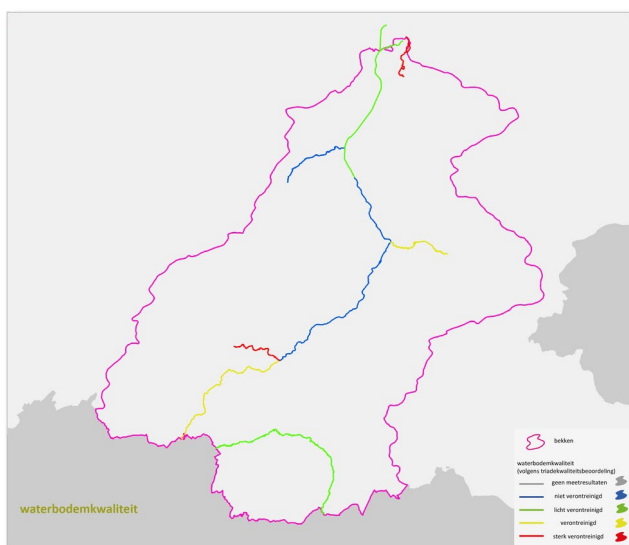 bekken
waterbodemkwaliteit
(volgens triadekwaliteitsbeoordeling)
geen meetresultaten
niet verontreinigd
licht verontreinigd
verontreinigd
sterk verontreinigd
waterbodemkwaliteit